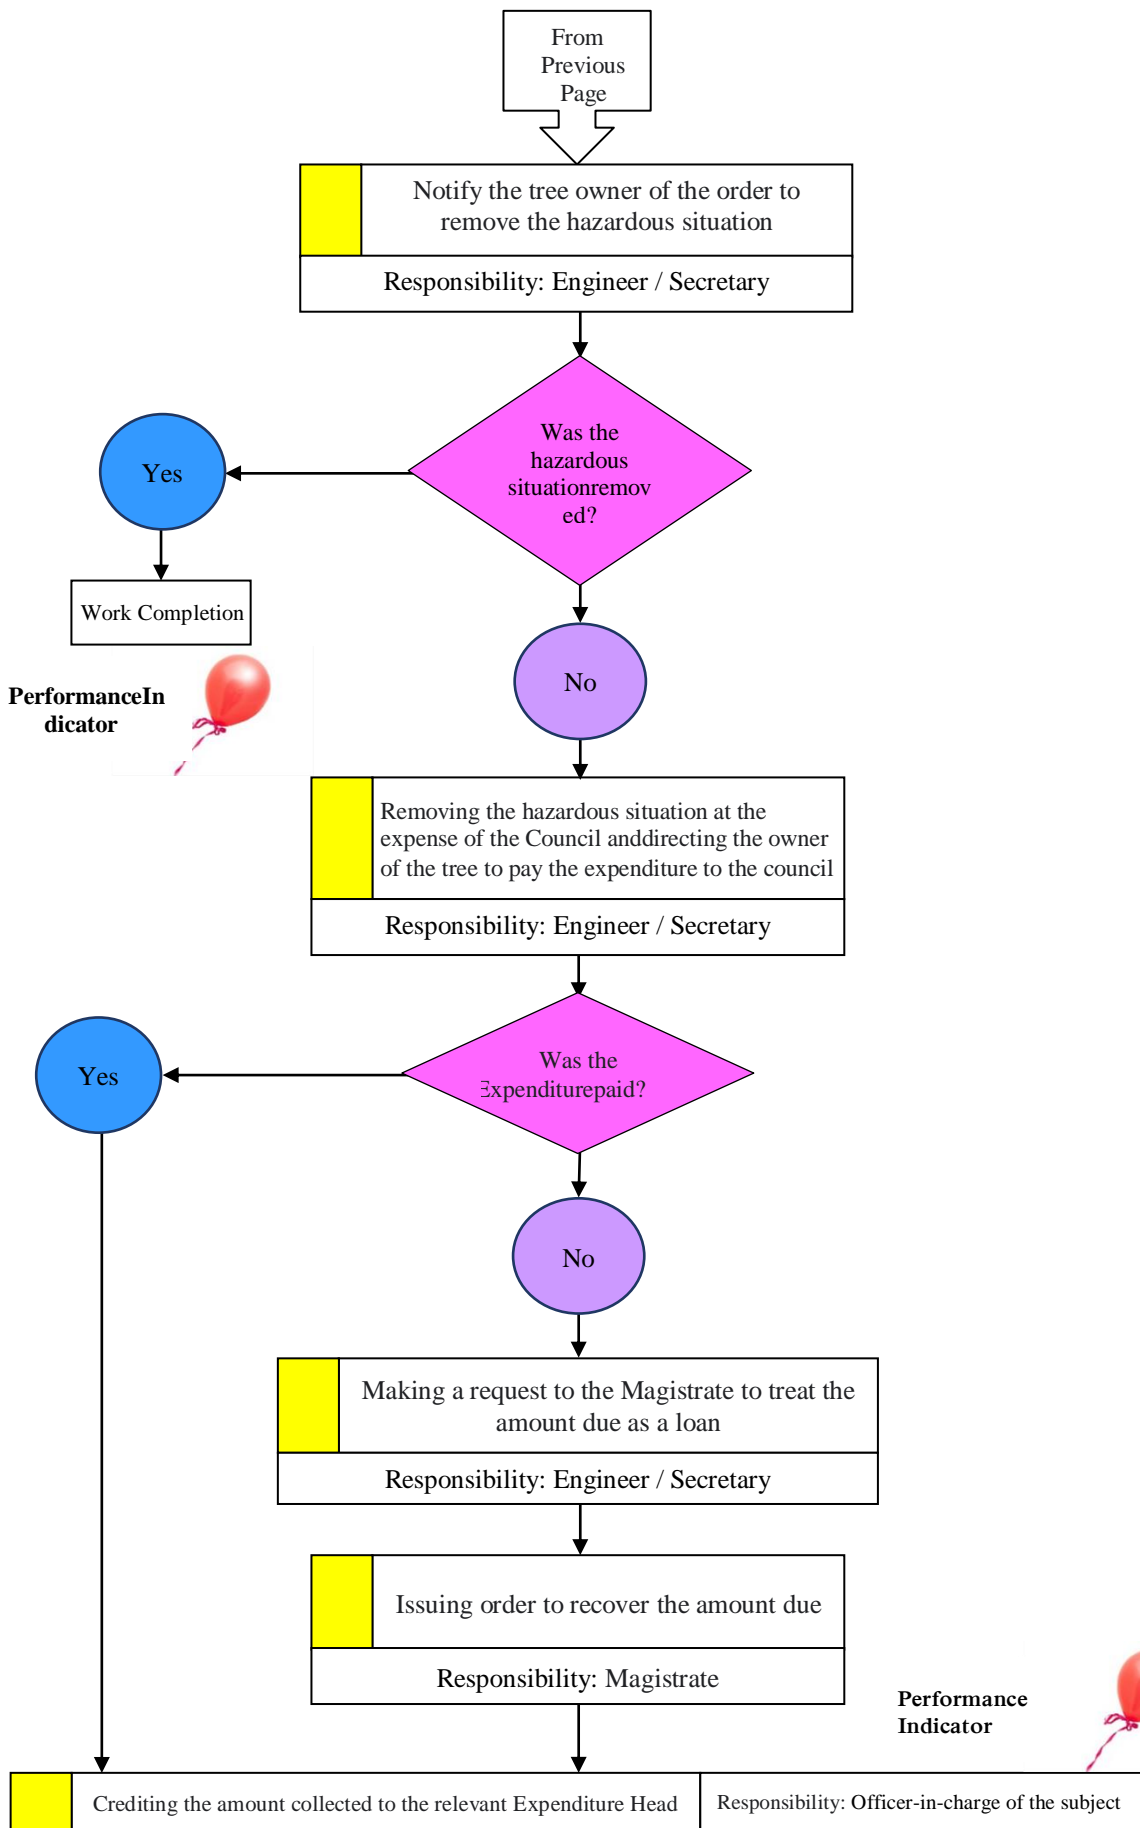 From
Previous
Page
Notify the tree owner of the order to
remove the hazardous situation
Responsibility: Engineer / Secretary
Was the
hazardous
situationremov
ed?
Yes
Work Completion
PerformanceIn
dicator
No
Removing the hazardous situation at the
expense of the Council anddirecting the owner
of the tree to pay the expenditure to the council
Responsibility: Engineer / Secretary
Was the
Expenditurepaid?
Yes
No
Making a request to the Magistrate to treat the
amount due as a loan
Responsibility: Engineer / Secretary
Issuing order to recover the amount due
Responsibility: Magistrate
Performance
Indicator
Crediting the amount collected to the relevant Expenditure Head
Responsibility: Officer-in-charge of the subject